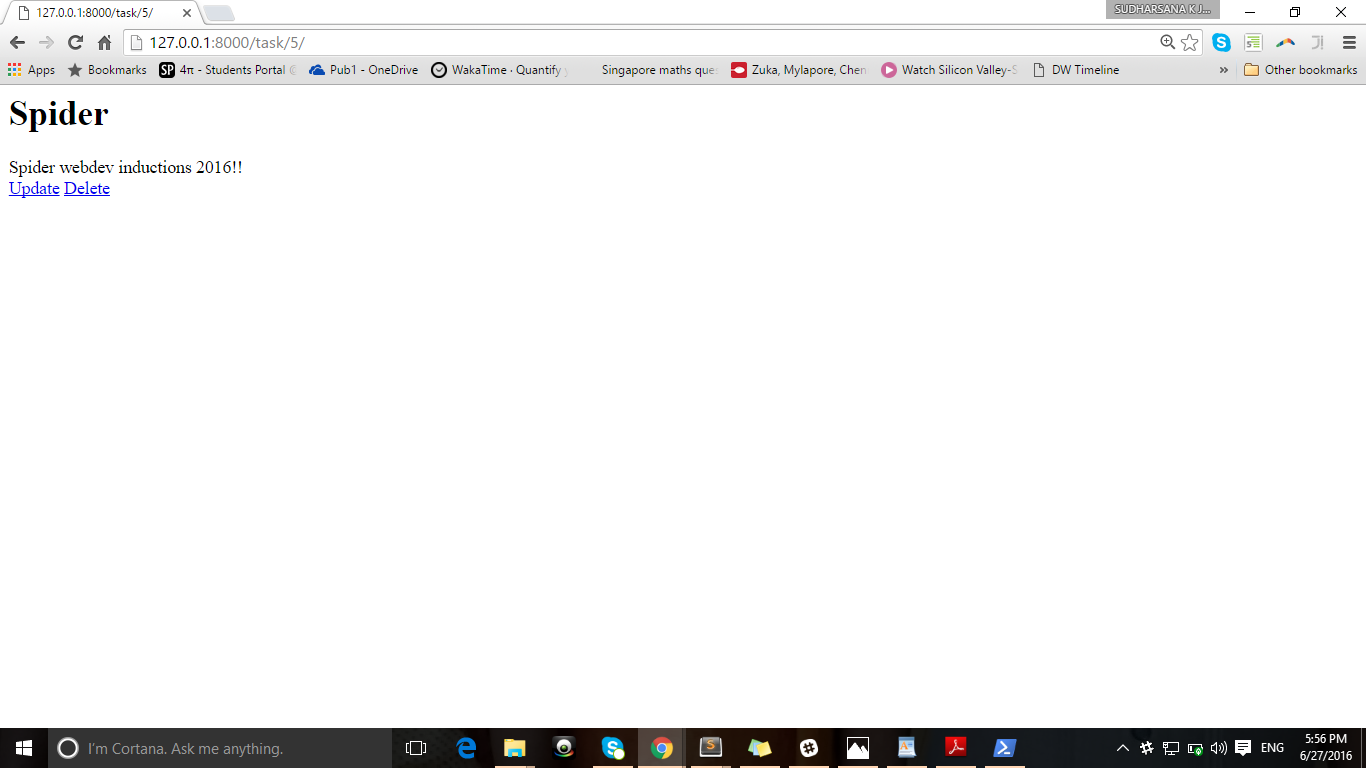 127.0.0.1:8000/task/5/
SUDHARSANA K J...
127.0.0.1:8000/task/5/
Apps
Bookmarks
SP 4π - Students Portal
Pub1 - OneDrive
WakaTime · Quantify
Singapore maths que
Zuka, Mylapore, Chen
Watch Silicon Valley-S
DW Timeline
»
Other bookmarks
Spider
Spider webdev inductions 2016!!
Update Delete
I'm Cortana. Ask me anything.
ENG
5:56 PM
6/27/2016